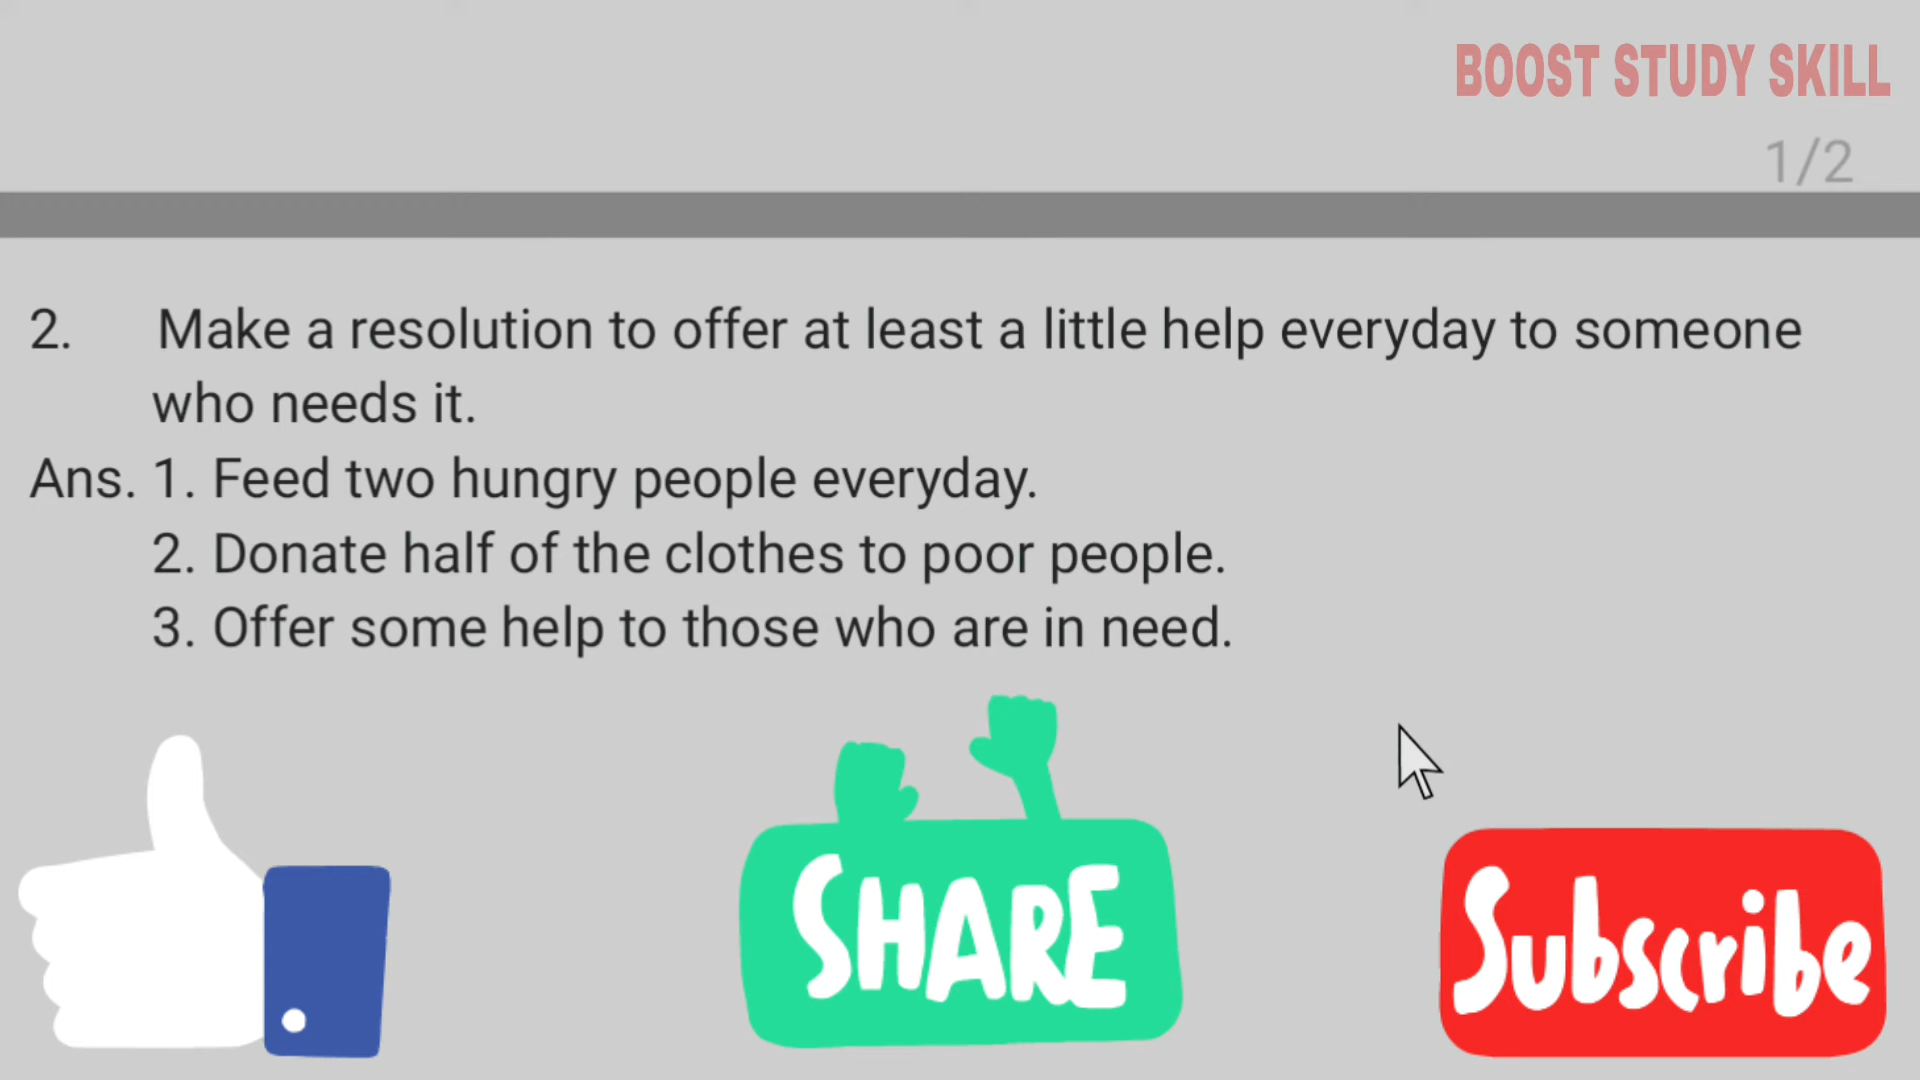 BOOST STUDY SKILL
1/2
2. Make a resolution to offer at least a little help everyday to someone
who needs it.
Ans. 1. Feed two hungry people everyday.
2. Donate half of the clothes to poor people.
3. Offer some help to those who are in need.
SHARE
Subscribe